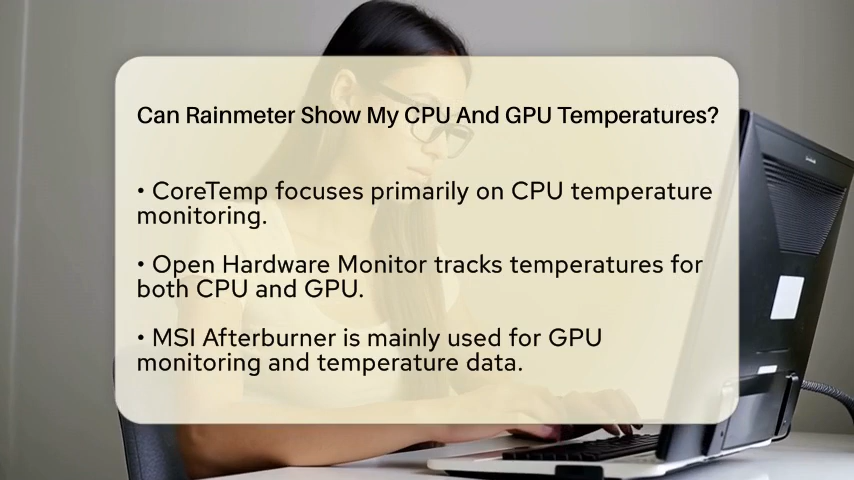 Can Rainmeter Show My CPU And GPU Temperatures?
• CoreTemp focuses primarily on CPU temperature
monitoring.
• Open Hardware Monitor tracks temperatures for
both CPU and GPU.
• MSI Afterburner is mainly used for GPU
monitoring and temperature data.